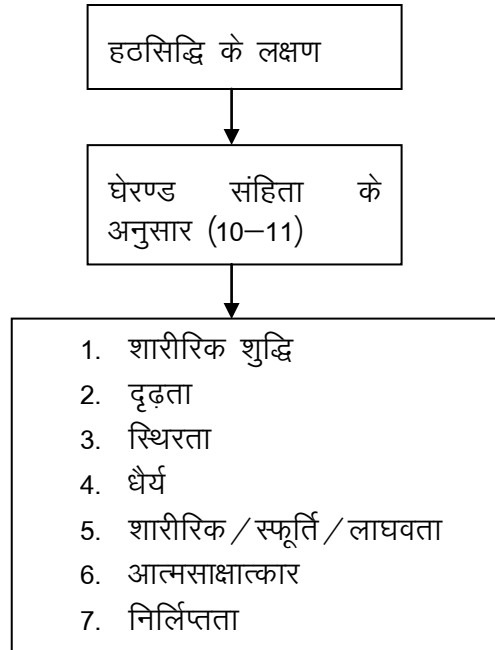 हठसिद्धि के लक्षण
घेरण्ड संहिता के
अनुसार (10–11)
1. शारीरिक शुद्धि
2. दृढ़ता
3. स्थिरता
4. धैर्य
5. शारीरिक/स्फूर्ति/लाघवता
6. आत्मसाक्षात्कार
7. निर्लिप्तता